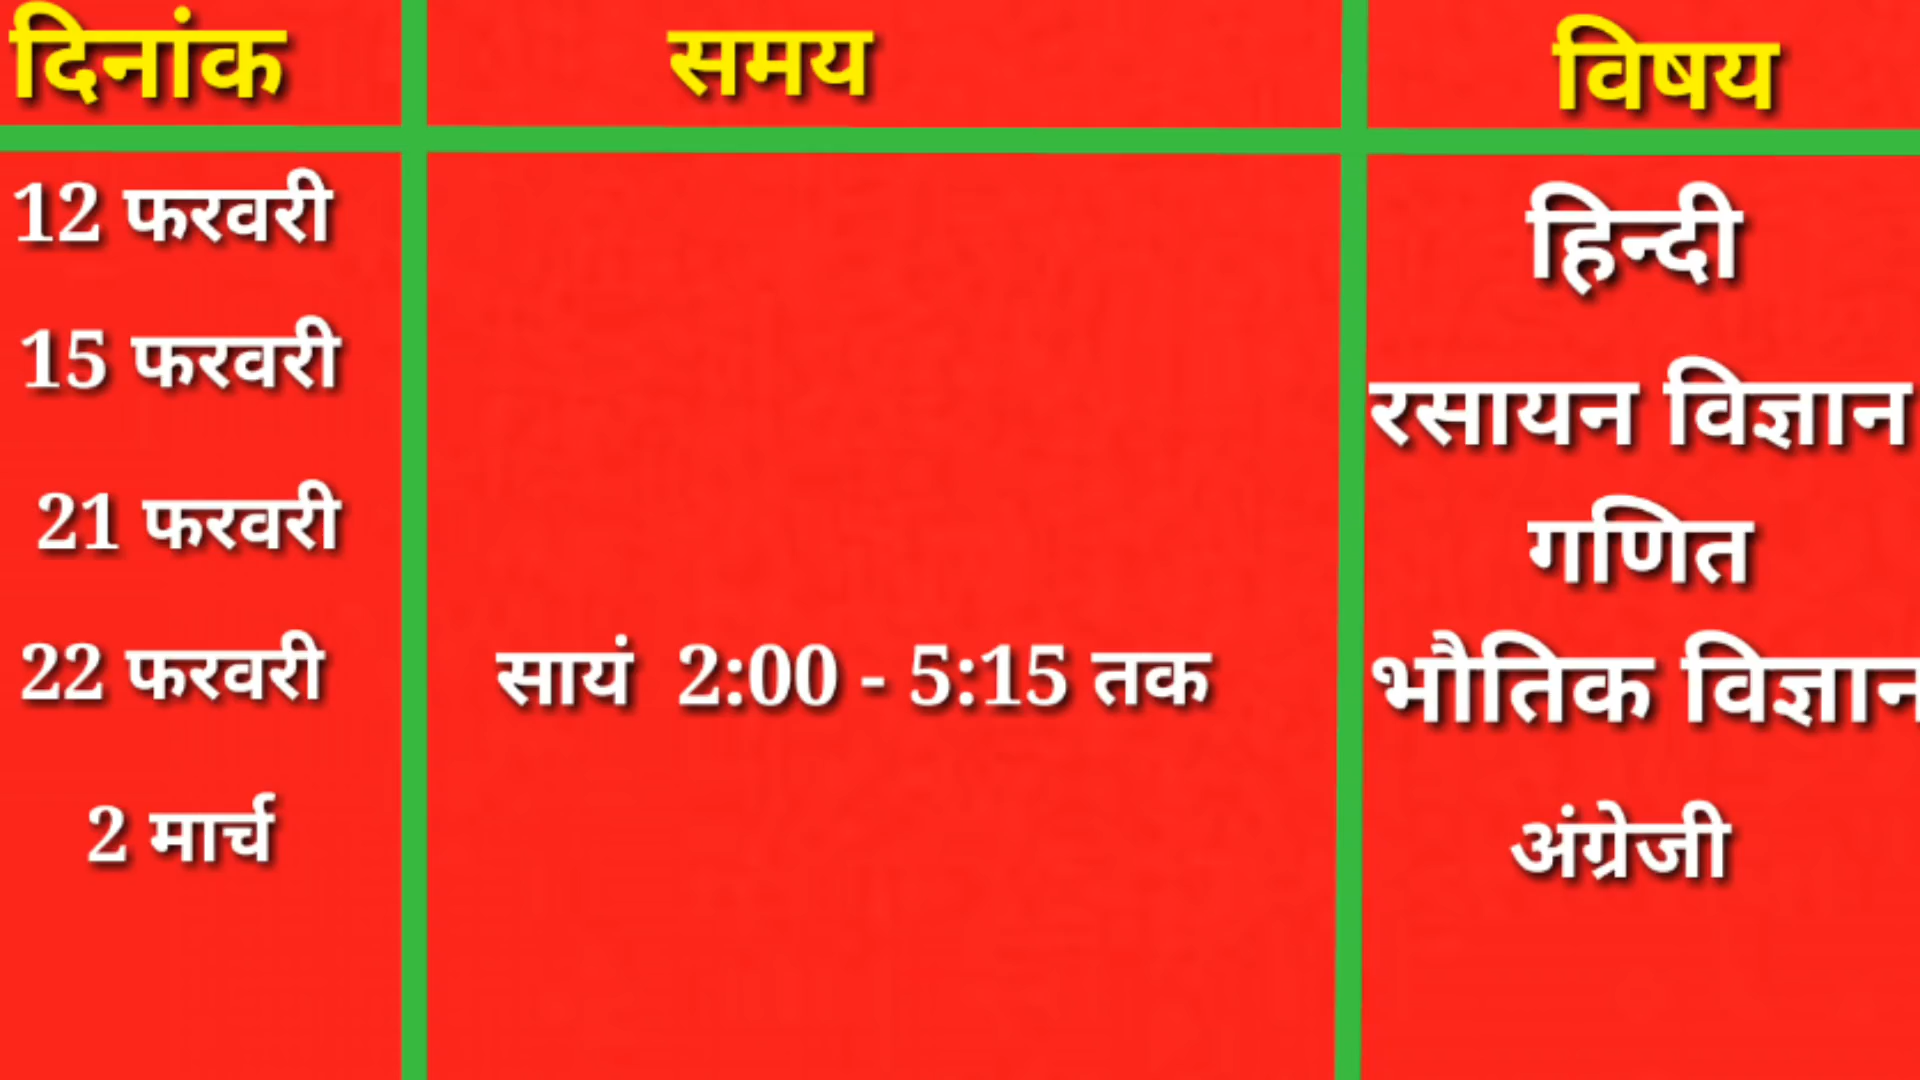 दिनांक समय विषय
12 फरवरी हिन्दी
15 फरवरी रसायन विज्ञान
21 फरवरी गणित
22 फरवरी सायं 2:00 - 5:15 तक भौतिक विज्ञान
2 मार्च अंग्रेजी